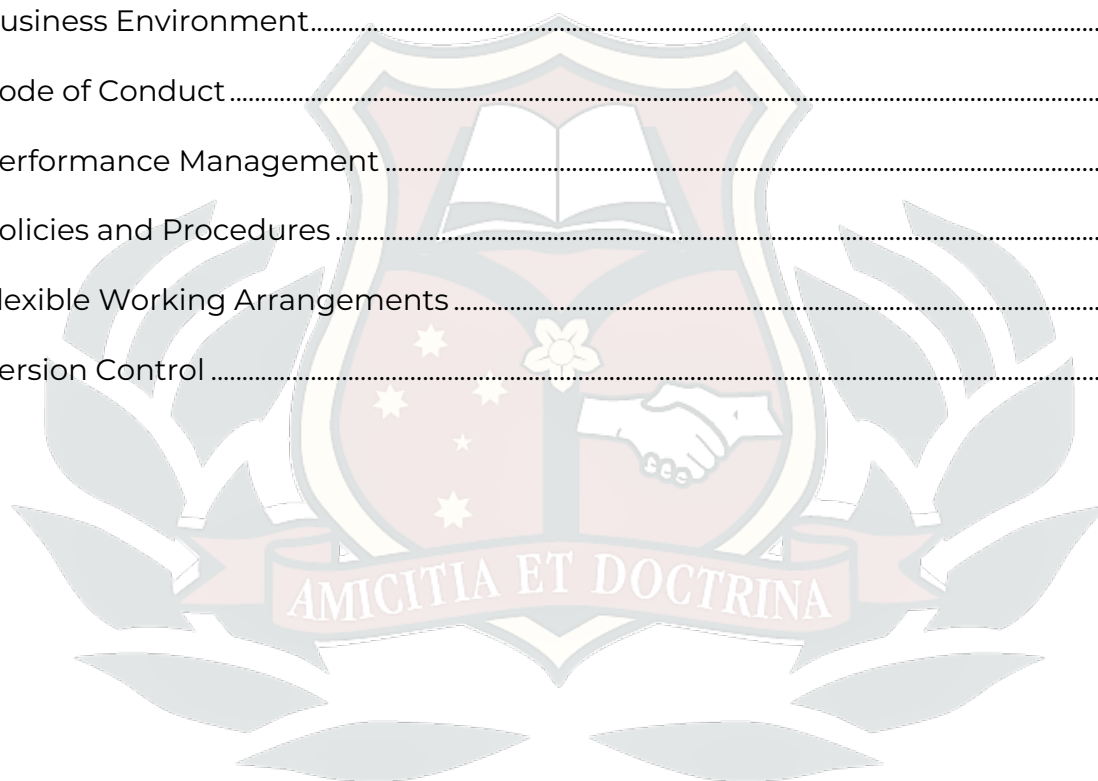 usiness Environment................................................................
ode of Conduct................................................................
erformance Management................................................................
olicies and Procedures................................................................
lexible Working Arrangements................................................................
ersion Control................................................................
AMICITIA ET DOCTRINA